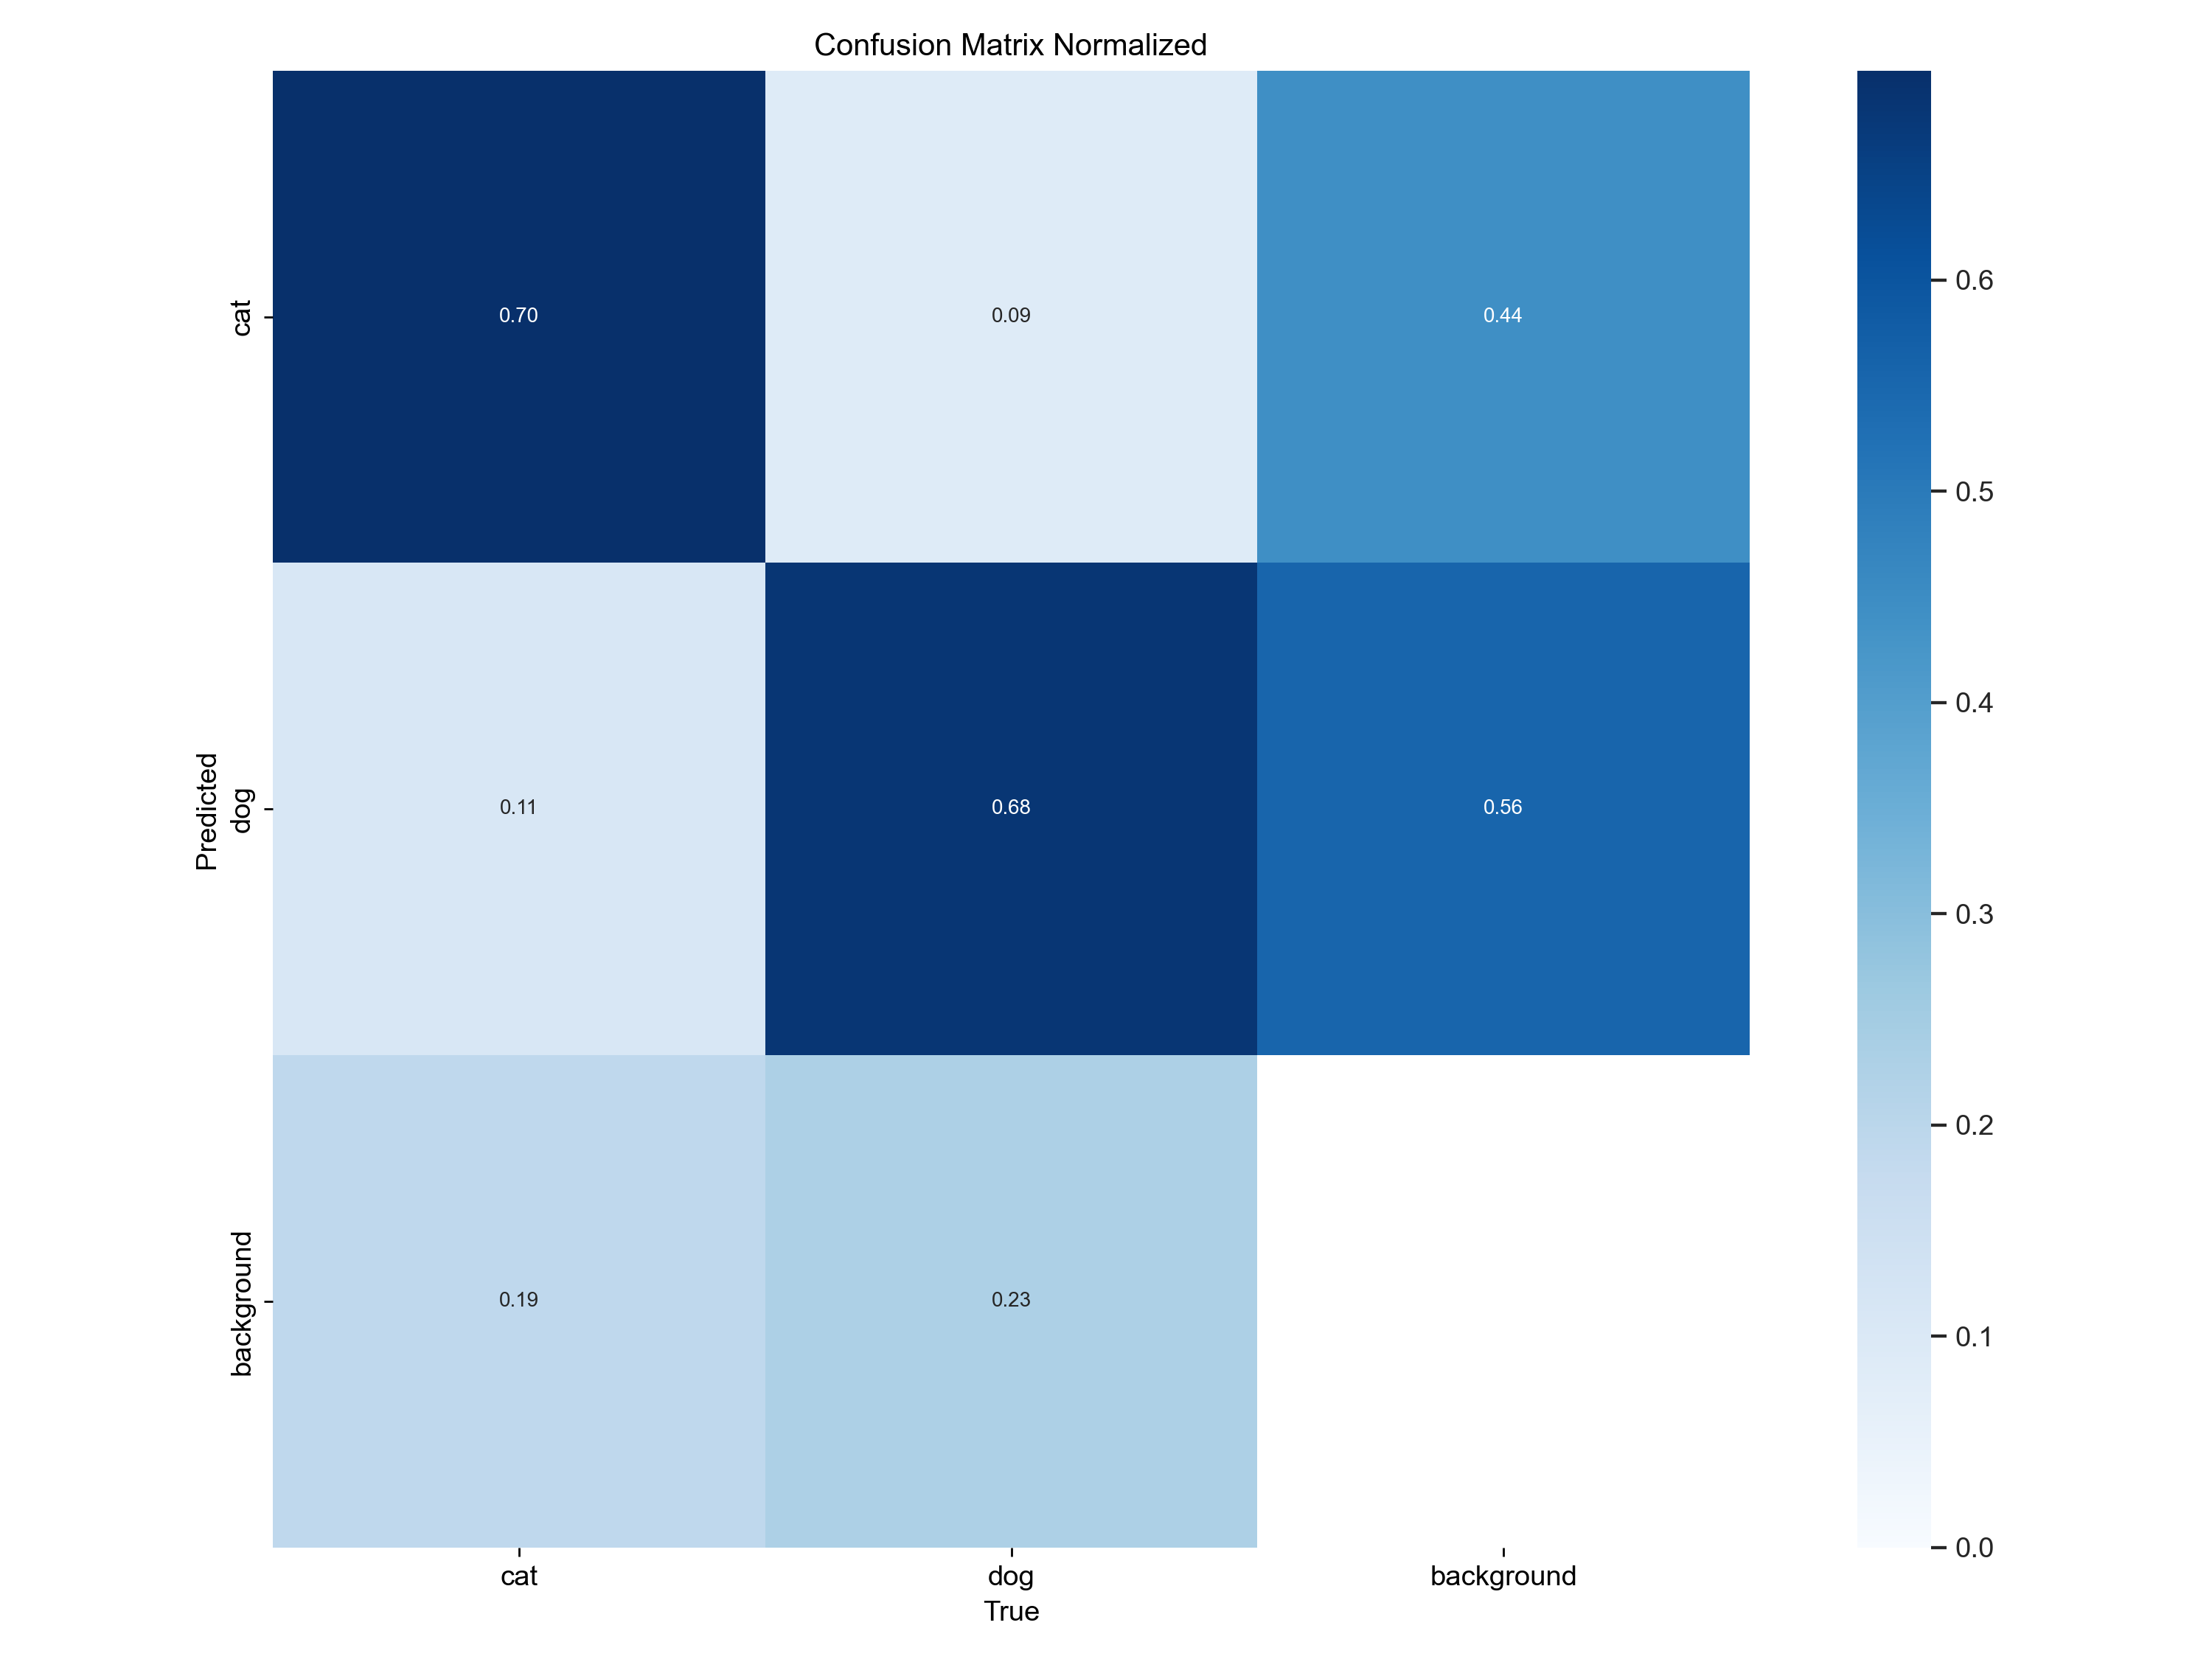 Confusion Matrix Normalized
cat
0.70
0.09
0.44
dog
0.11
0.68
0.56
background
0.19
0.23
cat
dog
background
True
Predicted
0.6
0.5
0.4
0.3
0.2
0.1
0.0